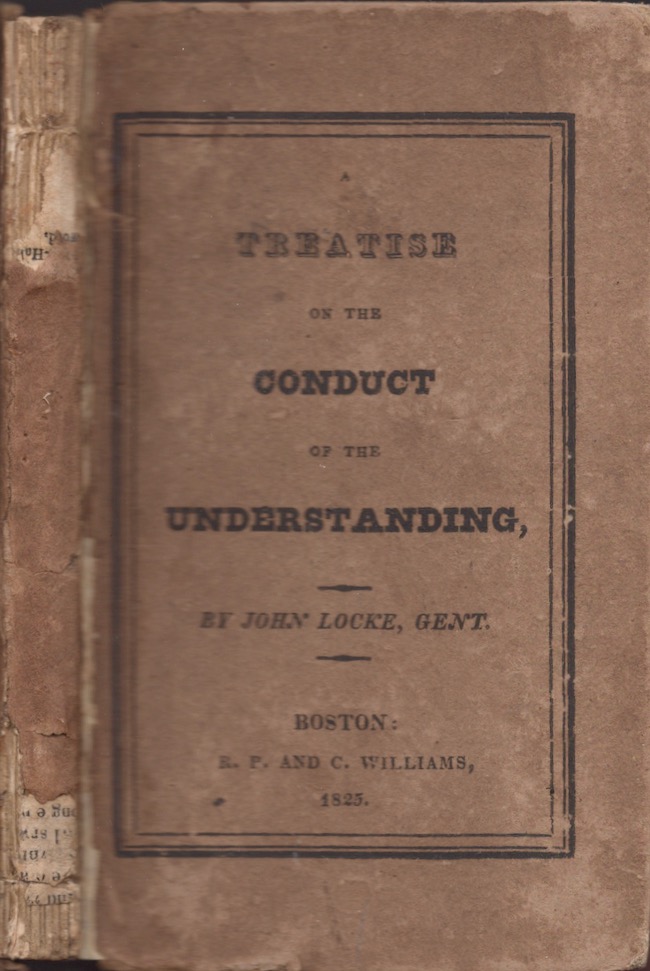 A
TREATISE
ON THE
CONDUCT
OF THE
UNDERSTANDING,
BY JOHN LOCKE, GENT.
BOSTON:
R. P. AND C. WILLIAMS,
1825.